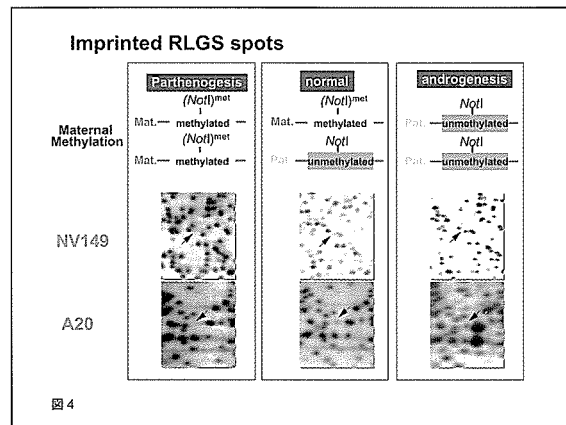 Imprinted RLGS spots
Parthenogesis
normal
androgenesis
Maternal
Methylation
(NotI)met
Mat. methylated
(NotI)met
Mat. methylated
(NotI)met
Mat. methylated
NotI
Pat. unmethylated
NotI
Pat. unmethylated
NotI
Pat. unmethylated
NV149
A20
図 4